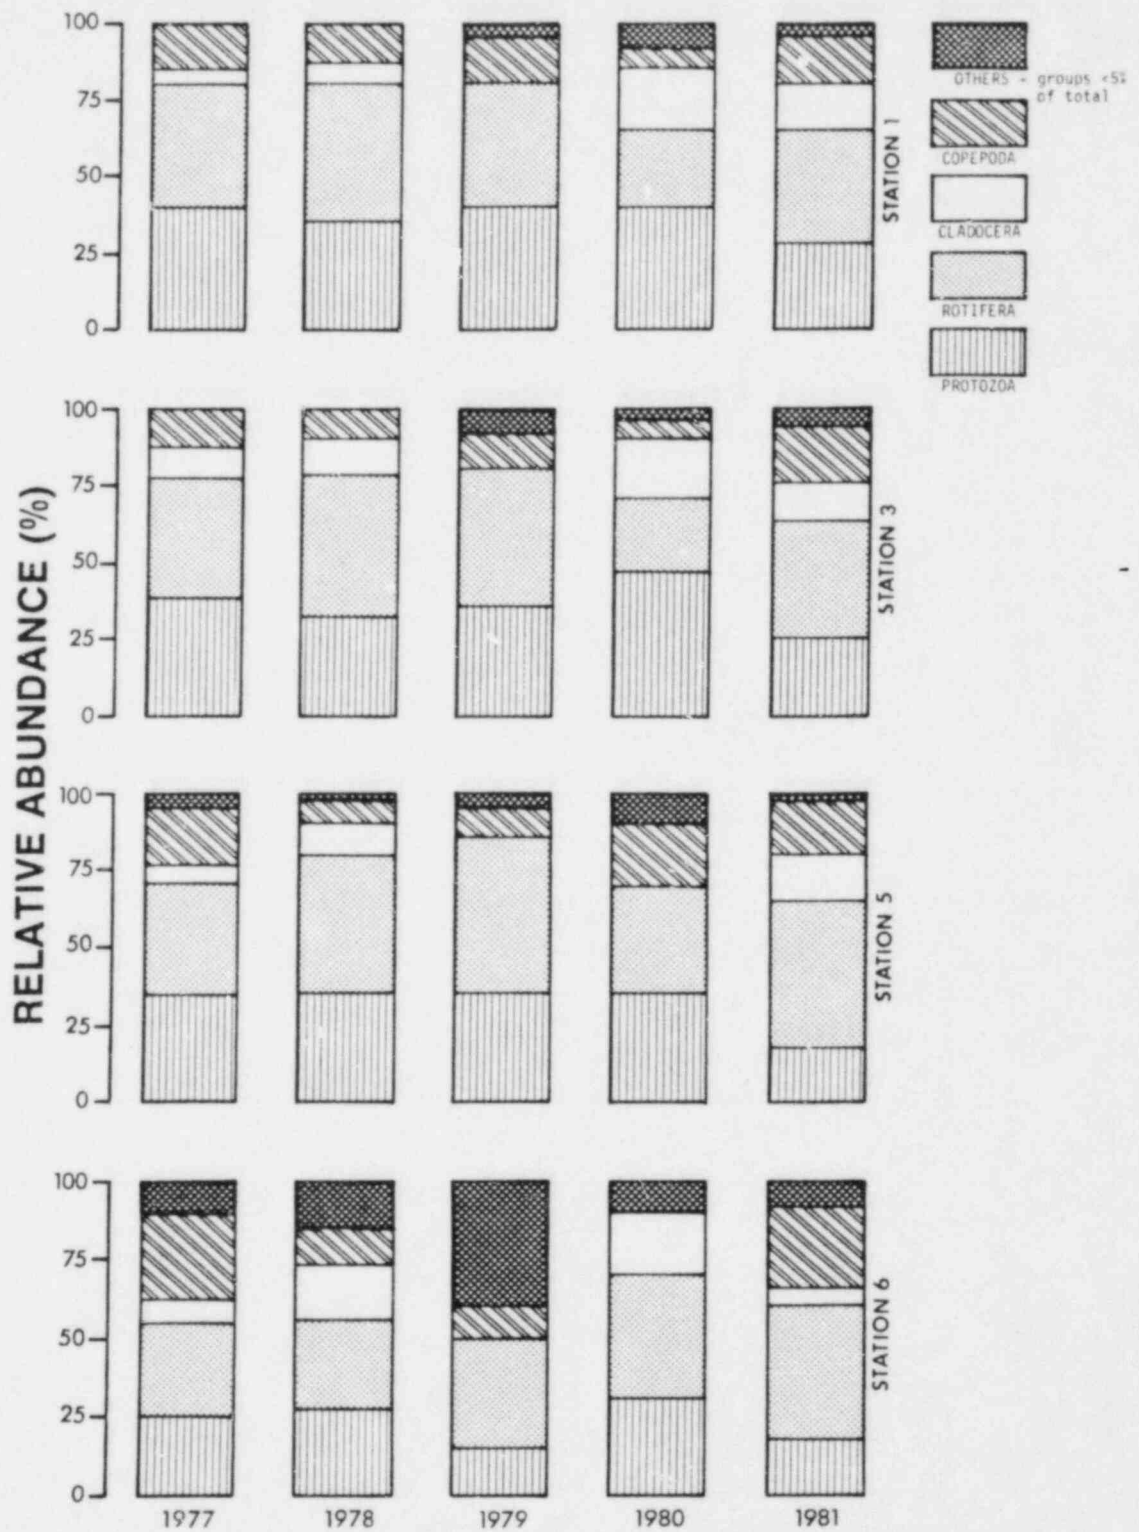 RELATIVE ABUNDANCE (%)
100
75
50
25
0
STATION 1
OTHERS - groups <5%
of total
COPEPODA
CLADOCERA
ROTIFERA
PROTOZOA
100
75
50
25
0
STATION 3
100
75
50
25
0
STATION 5
100
75
50
25
0
STATION 6
1977 1978 1979 1980 1981